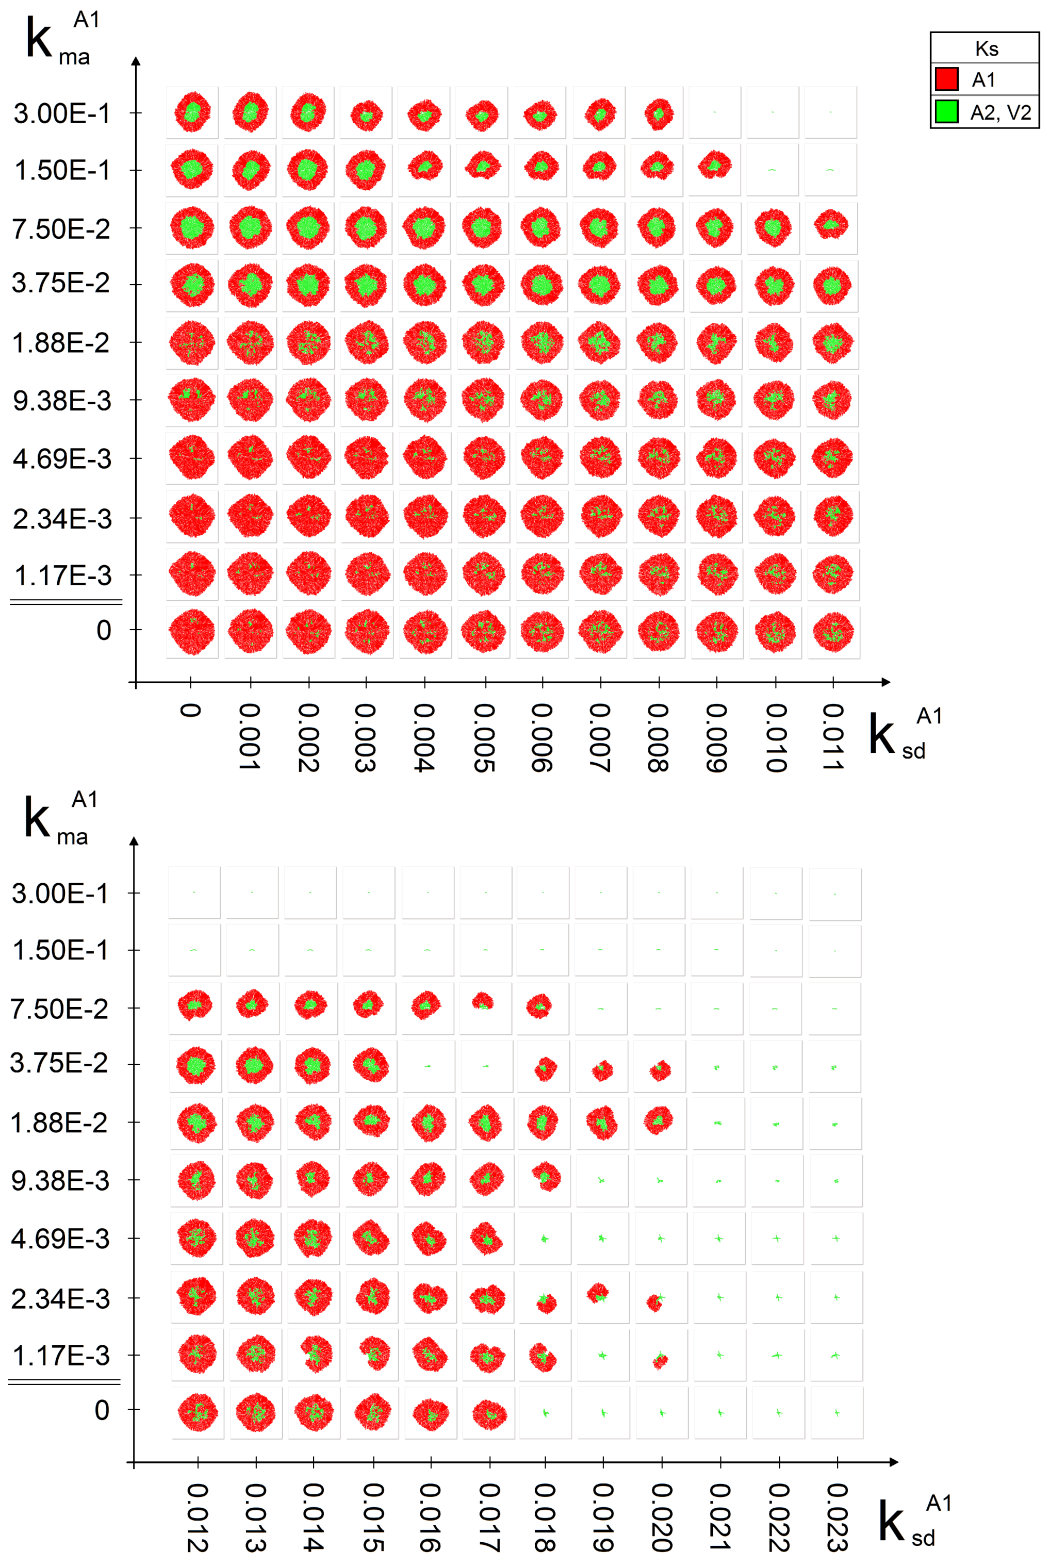 k ma A1
Ks
A1
A2, V2
3.00E-1
1.50E-1
7.50E-2
3.75E-2
1.88E-2
9.38E-3
4.69E-3
2.34E-3
1.17E-3
0
0 0.001 0.002 0.003 0.004 0.005 0.006 0.007 0.008 0.009 0.010 0.011
k sd A1
k ma A1
3.00E-1
1.50E-1
7.50E-2
3.75E-2
1.88E-2
9.38E-3
4.69E-3
2.34E-3
1.17E-3
0
0.012 0.013 0.014 0.015 0.016 0.017 0.018 0.019 0.020 0.021 0.022 0.023
k sd A1